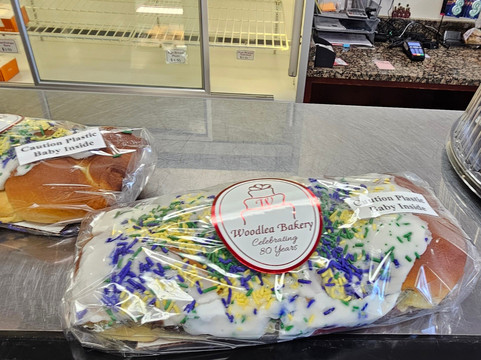 Caution Plastic
Baby Inside
W
Woodlea Bakery
Celebrating
80 Years
Caution Plastic
Baby Inside